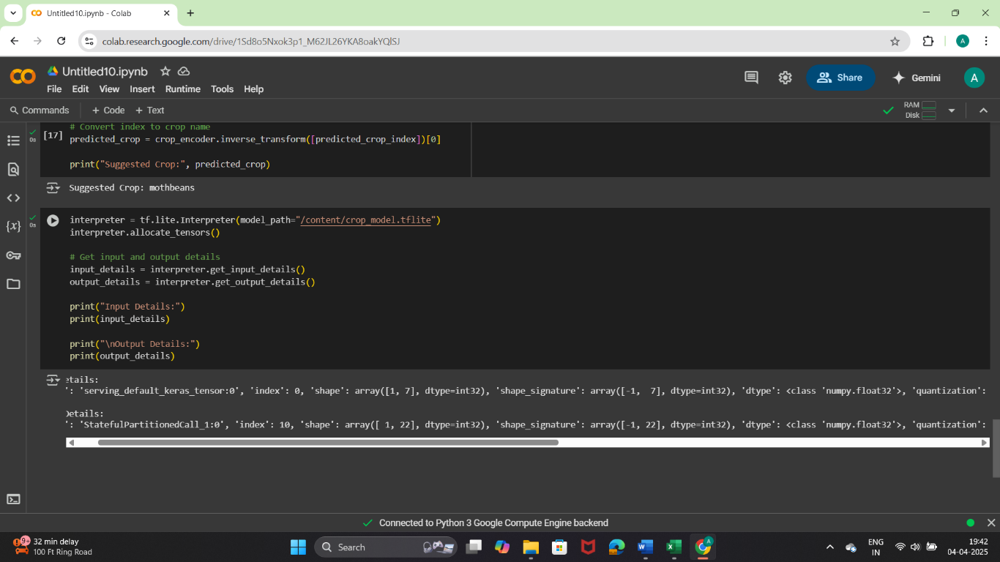 Untitled10.ipynb - Colab
colab.research.google.com/drive/1Sd8o5Nxok3p1_M62JL26YKA8oakYQlSJ
A
Untitled10.ipynb
File Edit View Insert Runtime Tools Help
Share
Gemini
A
Commands + Code + Text
RAM
Disk
0s
[17]
# Convert index to crop name
predicted_crop = crop_encoder.inverse_transform([predicted_crop_index])[0]
print("Suggested Crop:", predicted_crop)
Suggested Crop: mothbeans
0s
interpreter = tf.lite.Interpreter(model_path="/content/crop_model.tflite")
interpreter.allocate_tensors()
# Get input and output details
input_details = interpreter.get_input_details()
output_details = interpreter.get_output_details()
print("Input Details:")
print(input_details)
print("\nOutput Details:")
print(output_details)
etails:
': 'serving_default_keras_tensor:0', 'index': 0, 'shape': array([1, 7], dtype=int32), 'shape_signature': array([-1,  7], dtype=int32), 'dtype': <class 'numpy.float32'>, 'quantization':
Details:
': 'StatefulPartitionedCall_1:0', 'index': 10, 'shape': array([ 1, 22], dtype=int32), 'shape_signature': array([-1, 22], dtype=int32), 'dtype': <class 'numpy.float32'>, 'quantization':
Connected to Python 3 Google Compute Engine backend
9+
32 min delay
100 Ft Ring Road
Search
ENG
IN
19:42
04-04-2025